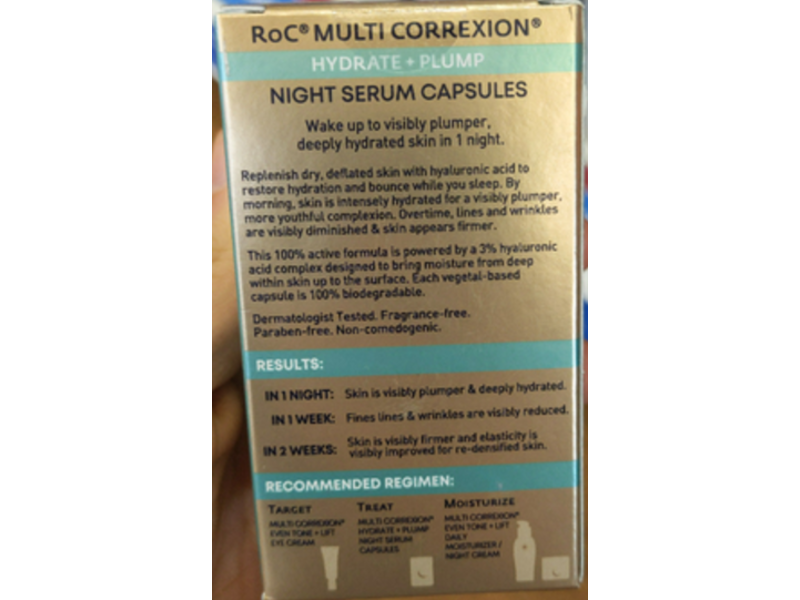 RoC® MULTI CORREXION®
HYDRATE + PLUMP
NIGHT SERUM CAPSULES
Wake up to visibly plumper,
deeply hydrated skin in 1 night.
Replenish dry, deflated skin with hyaluronic acid to
restore hydration and bounce while you sleep. By
morning, skin is intensely hydrated for a visibly plumper,
more youthful complexion. Overtime, lines and wrinkles
are visibly diminished & skin appears firmer.
This 100% active formula is powered by a 3% hyaluronic
acid complex designed to bring moisture from deep
within skin up to the surface. Each vegetal-based
capsule is 100% biodegradable.
Dermatologist Tested. Fragrance-free.
Paraben-free. Non-comedogenic.
RESULTS:
IN 1 NIGHT: Skin is visibly plumper & deeply hydrated.
IN 1 WEEK: Fines lines & wrinkles are visibly reduced.
IN 2 WEEKS: Skin is visibly firmer and elasticity is
visibly improved for re-densified skin.
RECOMMENDED REGIMEN:
TARGET
MULTI CORREXION®
EVEN TONE + LIFT
EYE CREAM
TREAT
MULTI CORREXION®
HYDRATE + PLUMP
NIGHT SERUM
CAPSULES
MOISTURIZE
MULTI CORREXION®
EVEN TONE + LIFT
DAILY
MOISTURIZER /
NIGHT CREAM